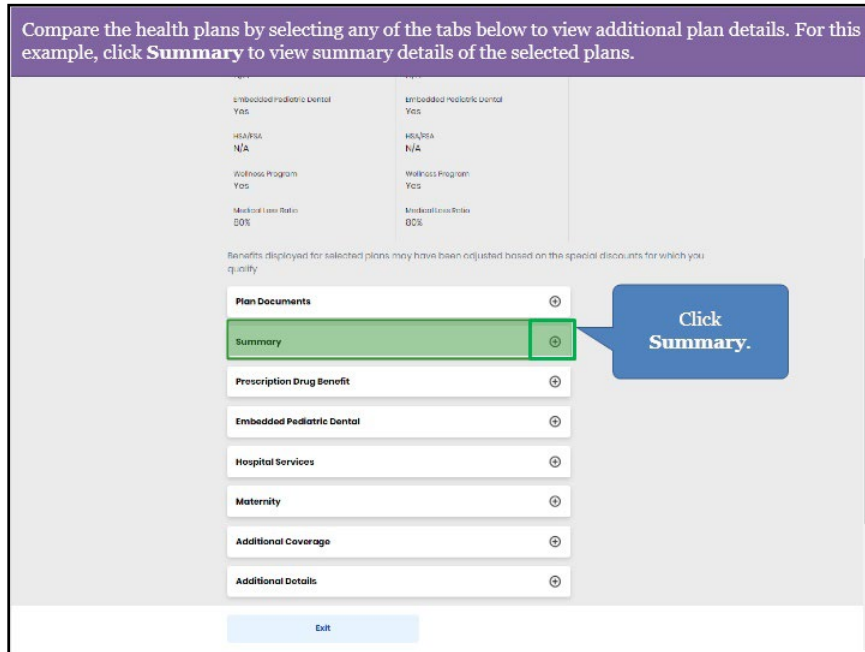 Compare the health plans by selecting any of the tabs below to view additional plan details. For this
example, click Summary to view summary details of the selected plans.
Embedded Pediatric Dental Embedded Pediatric Dental
Yes Yes
HSA/FSA HSA/FSA
N/A N/A
Wellness Program Wellness Program
Yes Yes
Medical Loss Ratio Medical Loss Ratio
80% 80%
Benefits displayed for selected plans may have been adjusted based on the special discounts for which you
qualify
Plan Documents
Summary
Click
Summary.
Prescription Drug Benefit
Embedded Pediatric Dental
Hospital Services
Maternity
Additional Coverage
Additional Details
Exit